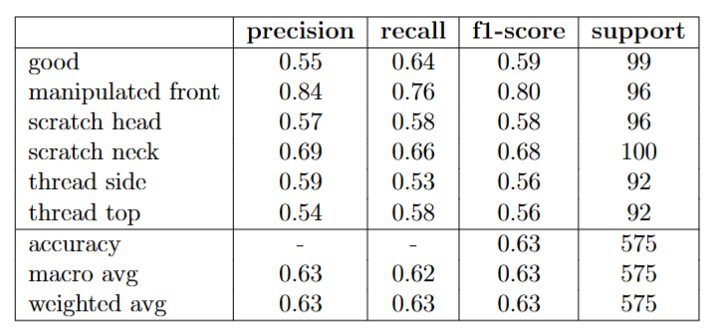 precision recall f1-score support
good 0.55 0.64 0.59 99
manipulated front 0.84 0.76 0.80 96
scratch head 0.57 0.58 0.58 96
scratch neck 0.69 0.66 0.68 100
thread side 0.59 0.53 0.56 92
thread top 0.54 0.58 0.56 92
accuracy - - 0.63 575
macro avg 0.63 0.62 0.63 575
weighted avg 0.63 0.63 0.63 575